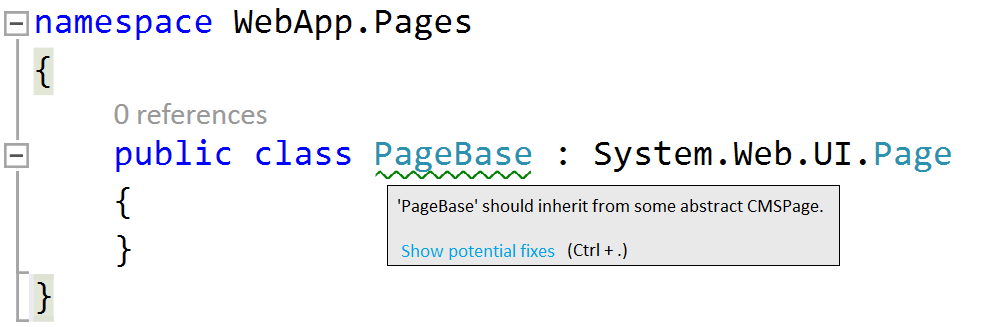 namespace WebApp.Pages
{
0 references
public class PageBase : System.Web.UI.Page
{
'PageBase' should inherit from some abstract CMSPage.
}
Show potential fixes (Ctrl + .)
}